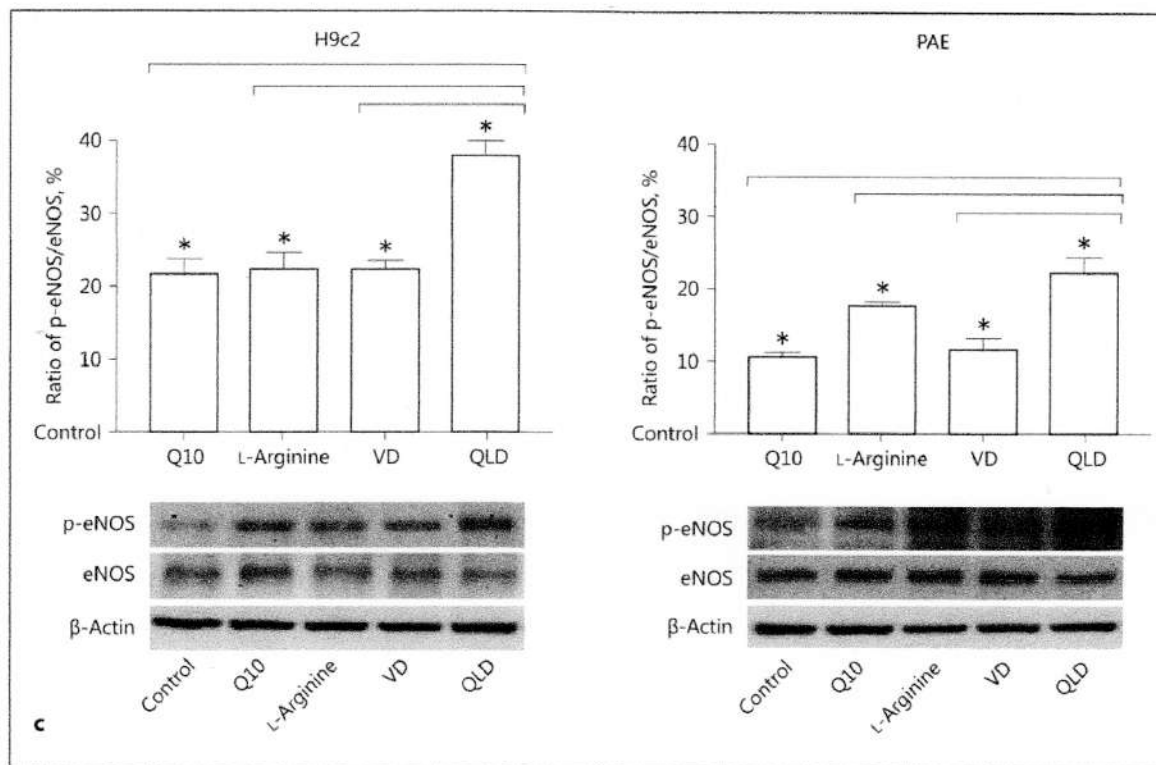 H9c2
*
*
*
*
40
30
20
10
Control
Ratio of p-eNOS/eNOS, %
Q10
L-Arginine
VD
QLD
p-eNOS
eNOS
β-Actin
Control
Q10
L-Arginine
VD
QLD
PAE
*
*
*
*
40
30
20
10
Control
Ratio of p-eNOS/eNOS, %
Q10
L-Arginine
VD
QLD
p-eNOS
eNOS
β-Actin
Control
Q10
L-Arginine
VD
QLD
c